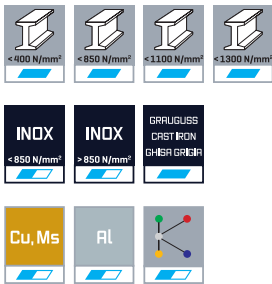 <400 N/mm² <850 N/mm² <1100 N/mm² <1300 N/mm²
INOX INOX GRAUGUSS
CAST IRON
GHISA GRIGIA
<850 N/mm² >850 N/mm²
Cu, Ms Al